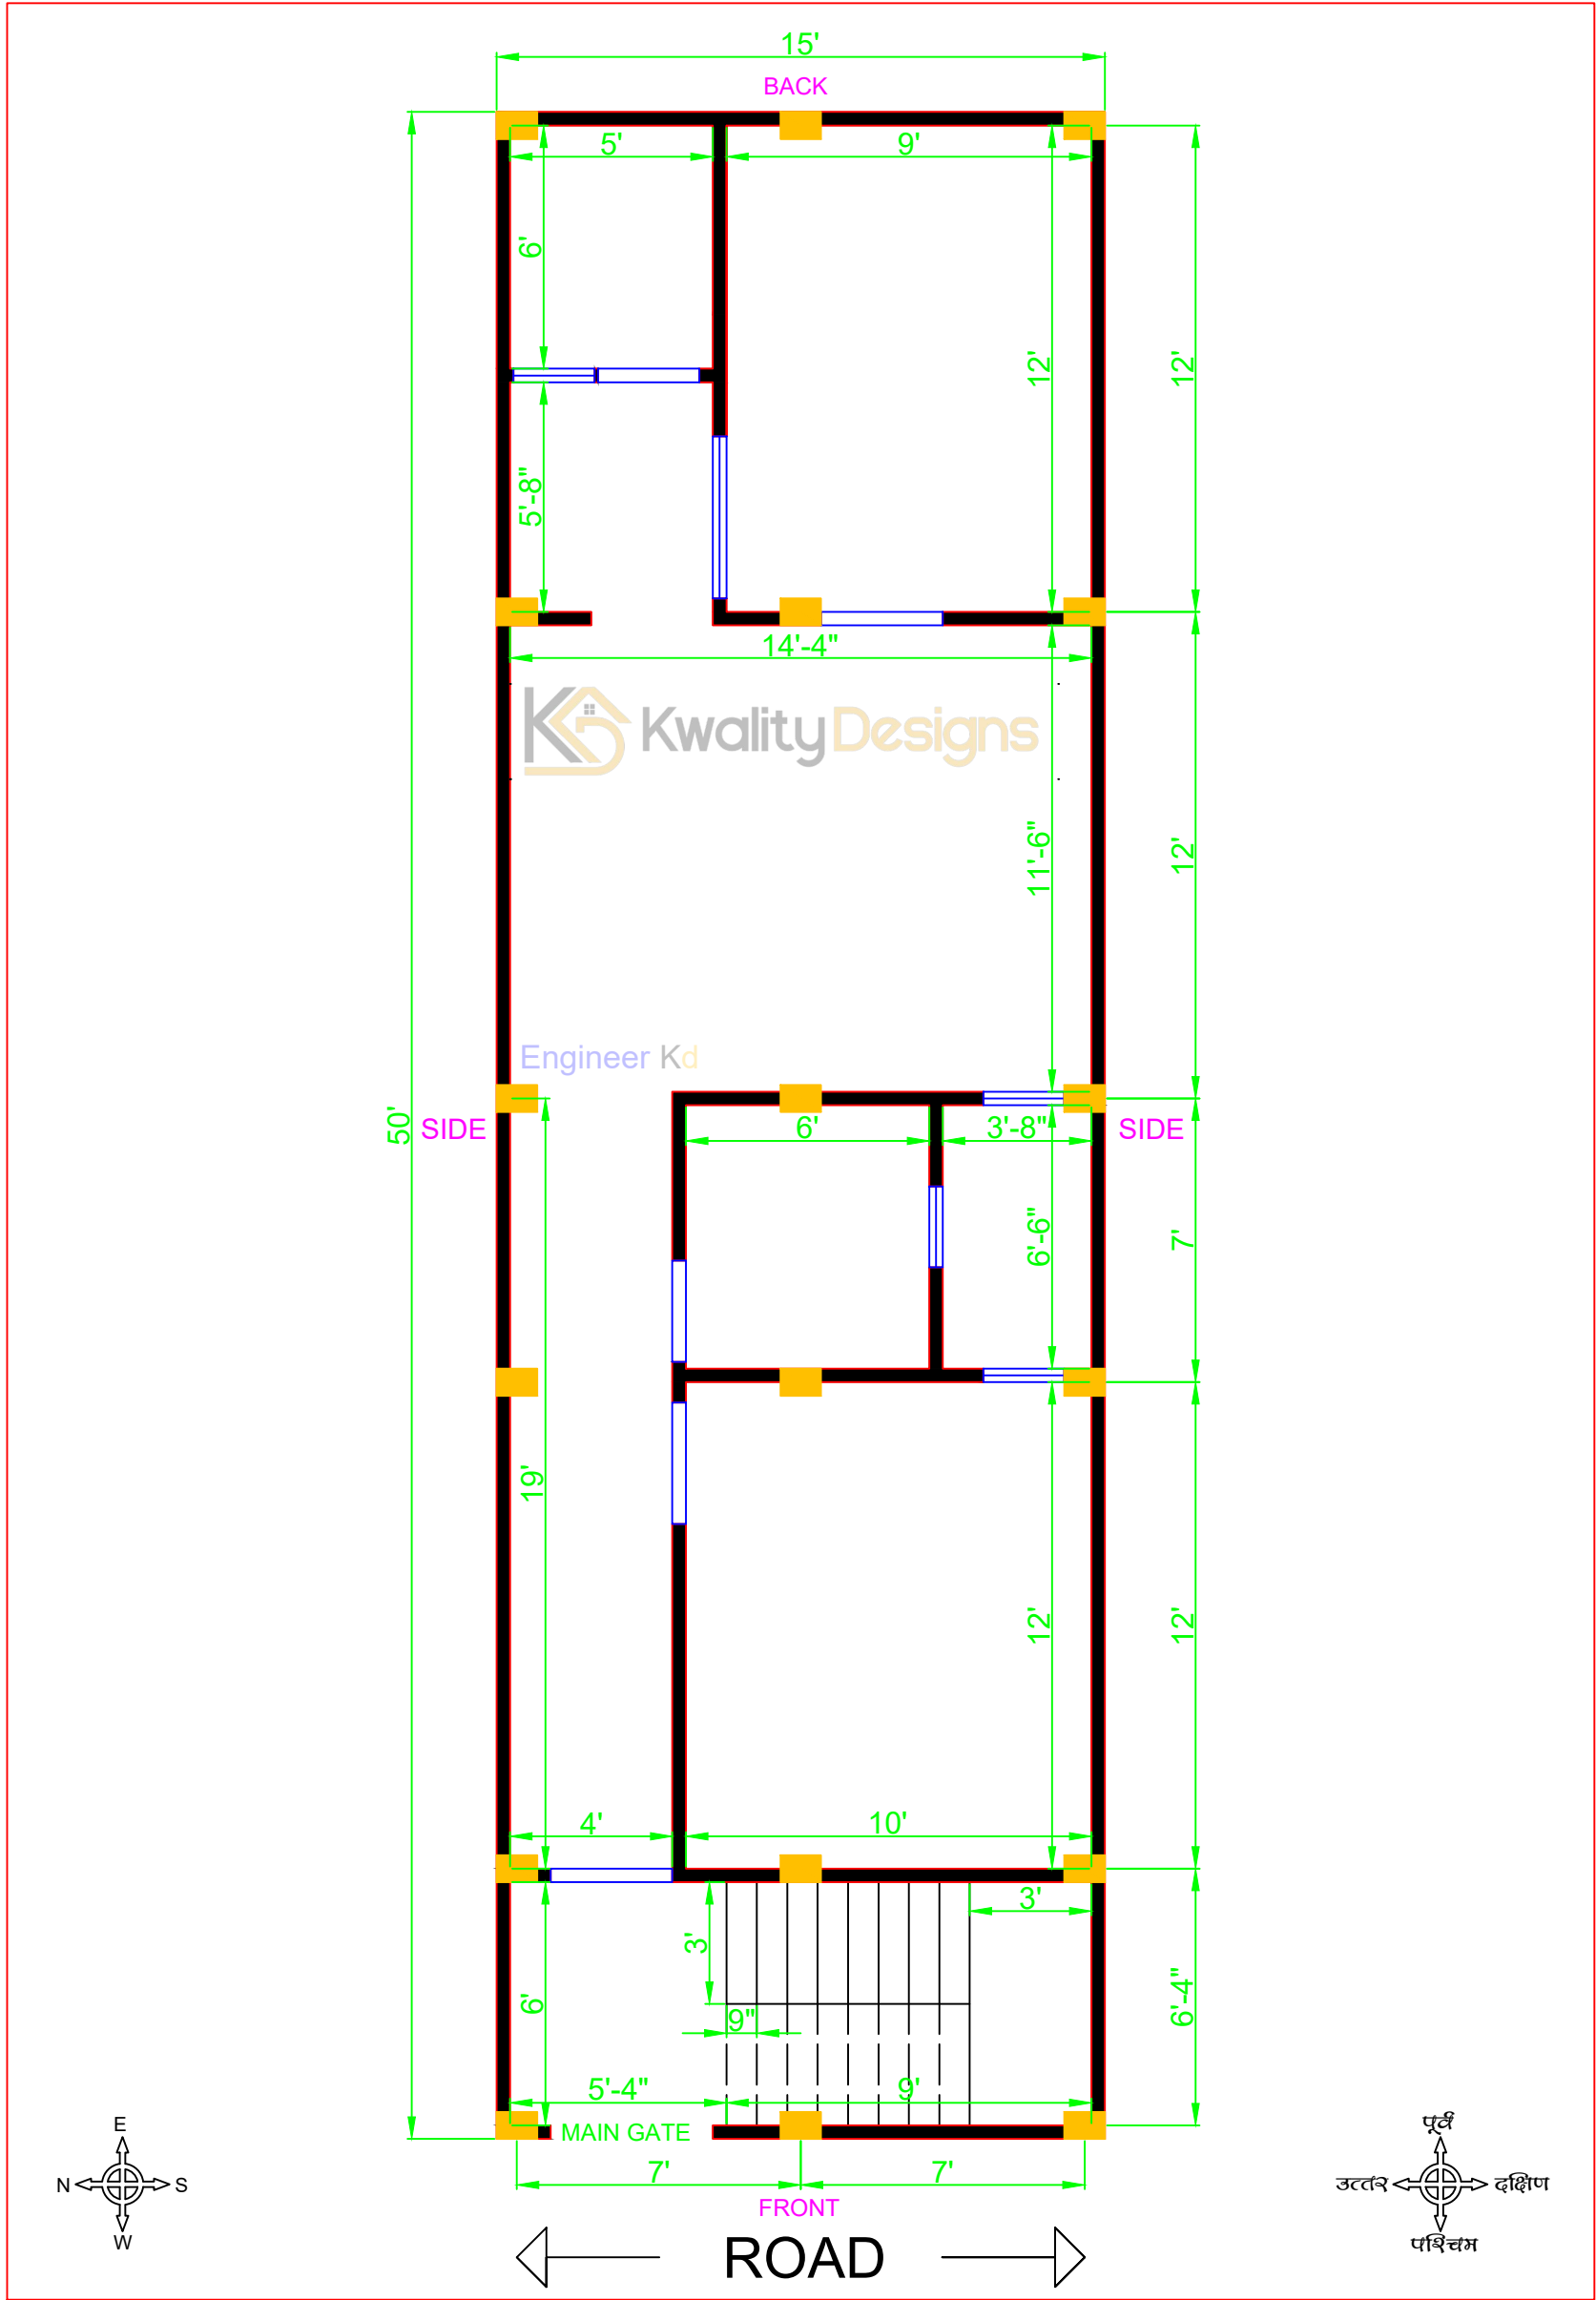 15'
BACK
5'
9'
6'
12'
12'
5'-8"
14'-4"
KwalityDesigns
11'-6"
12'
Engineer Kd
50'
SIDE
SIDE
6'
3'-8"
6'-6"
7'
19'
12'
12'
4'
10'
3'
3'
6'
9"
6'-4"
5'-4"
9'
MAIN GATE
7'
7'
FRONT
ROAD
E
N
S
W
पूर्व
उत्तर
दक्षिण
पश्चिम